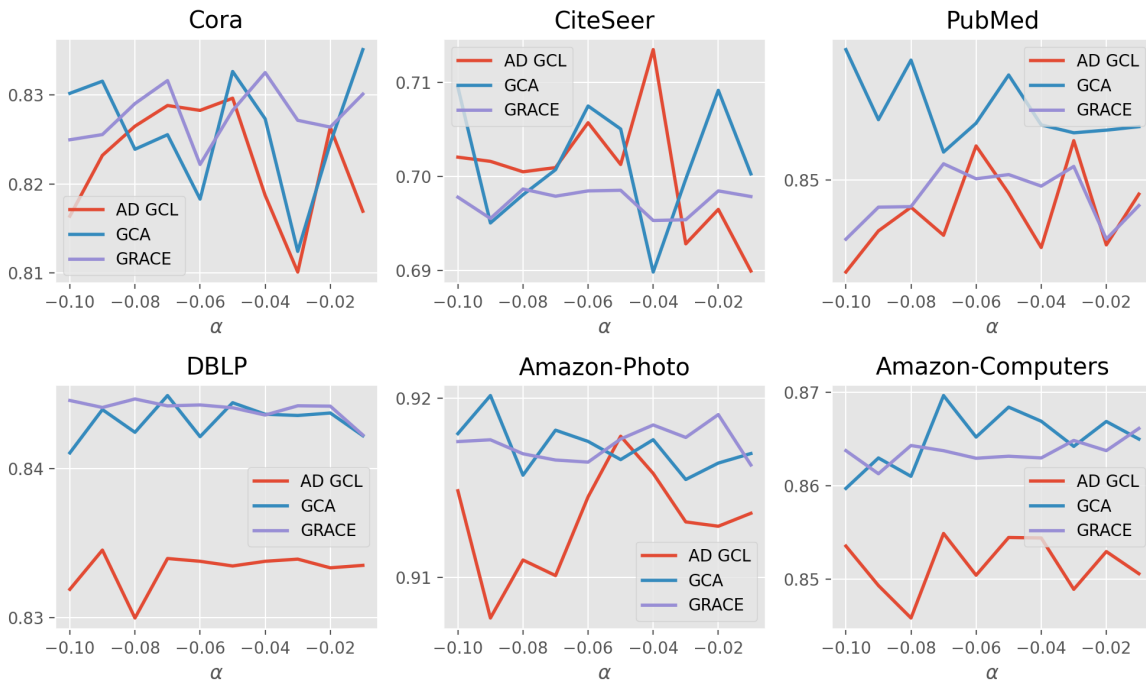 Cora
CiteSeer
PubMed
0.83
0.82
0.81
AD GCL
GCA
GRACE
−0.10 −0.08 −0.06 −0.04 −0.02
α
0.71
0.70
0.69
AD GCL
GCA
GRACE
−0.10 −0.08 −0.06 −0.04 −0.02
α
0.85
AD GCL
GCA
GRACE
−0.10 −0.08 −0.06 −0.04 −0.02
α
DBLP
Amazon-Photo
Amazon-Computers
0.84
0.83
AD GCL
GCA
GRACE
−0.10 −0.08 −0.06 −0.04 −0.02
α
0.92
0.91
AD GCL
GCA
GRACE
−0.10 −0.08 −0.06 −0.04 −0.02
α
0.87
0.86
0.85
AD GCL
GCA
GRACE
−0.10 −0.08 −0.06 −0.04 −0.02
α